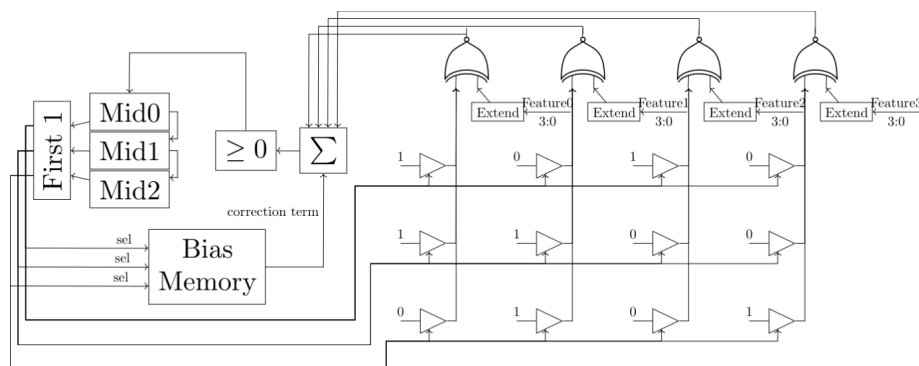 Feature0
3:0
Extend
Feature1
3:0
Extend
Feature2
3:0
Extend
Feature3
3:0
Extend
First 1
Mid0
Mid1
Mid2
≥ 0
Σ
1
0
1
0
correction term
sel
sel
sel
Bias
Memory
1
1
0
0
0
1
0
1